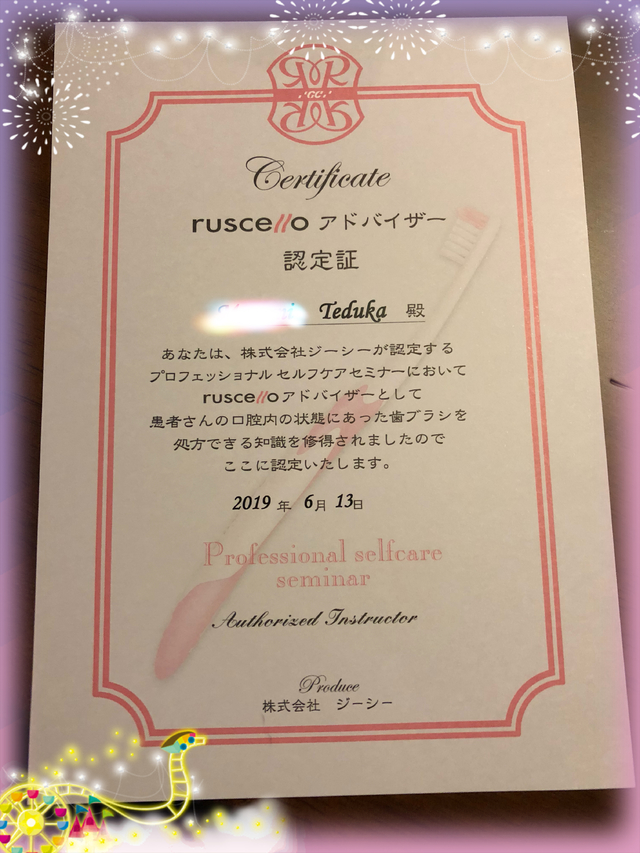 R R
GC
R R
Certificate
ruscello アドバイザー
認定証
Teduka 殿
あなたは、株式会社ジーシーが認定する
プロフェッショナル セルフケアセミナーにおいて
ruscelloアドバイザーとして
患者さんの口腔内の状態にあった歯ブラシを
処方できる知識を修得されましたので
ここに認定いたします。
2019 年 6月 13日
Professional selfcare
seminar
Authorized Instructor
Produce
株式会社 ジーシー